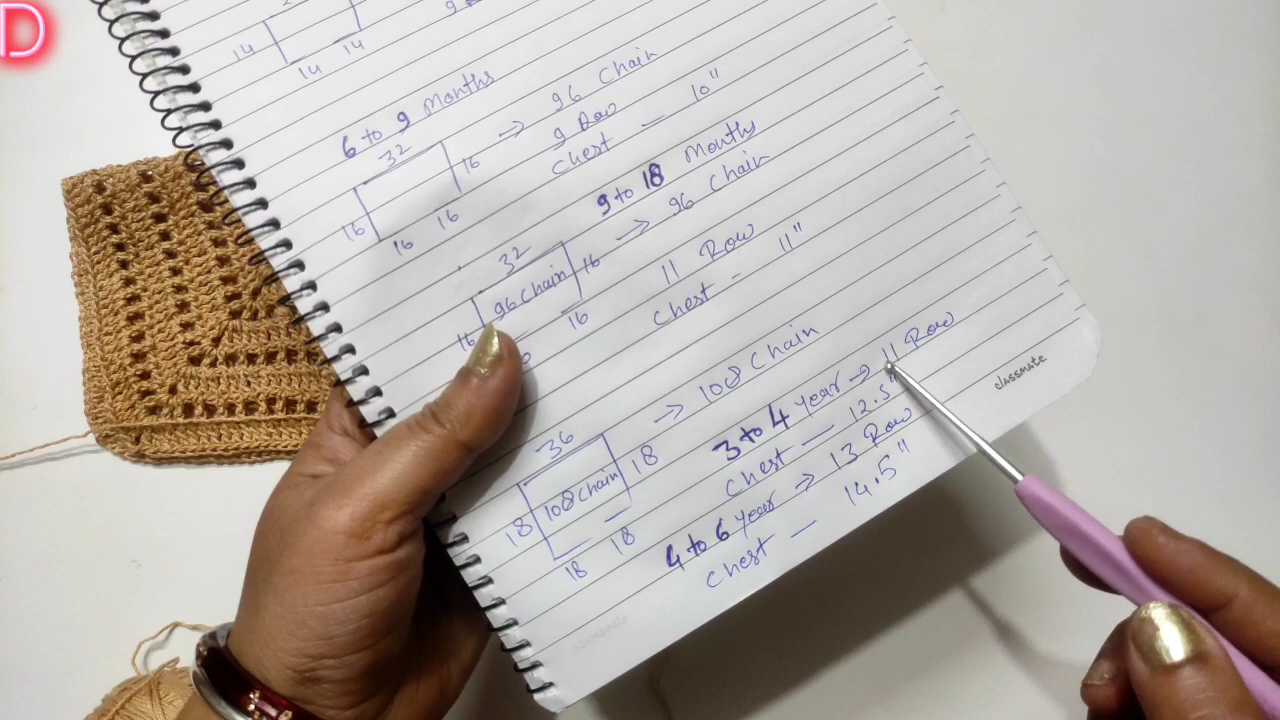 D
14
14
14
6 to 9 Months
32
16
16
16
16
→ 96 Chain
9 Row
Chest — 10"
9 to 18 Months
32
96 Chain
16
16
16
→ 96 Chain
11 Row
Chest - 11"
36
108 Chain
18
18
18
18
→ 108 Chain
3 to 4 Year → 11 Row
Chest — 12.5"
4 to 6 Year → 13 Row
Chest — 14.5"
classmate